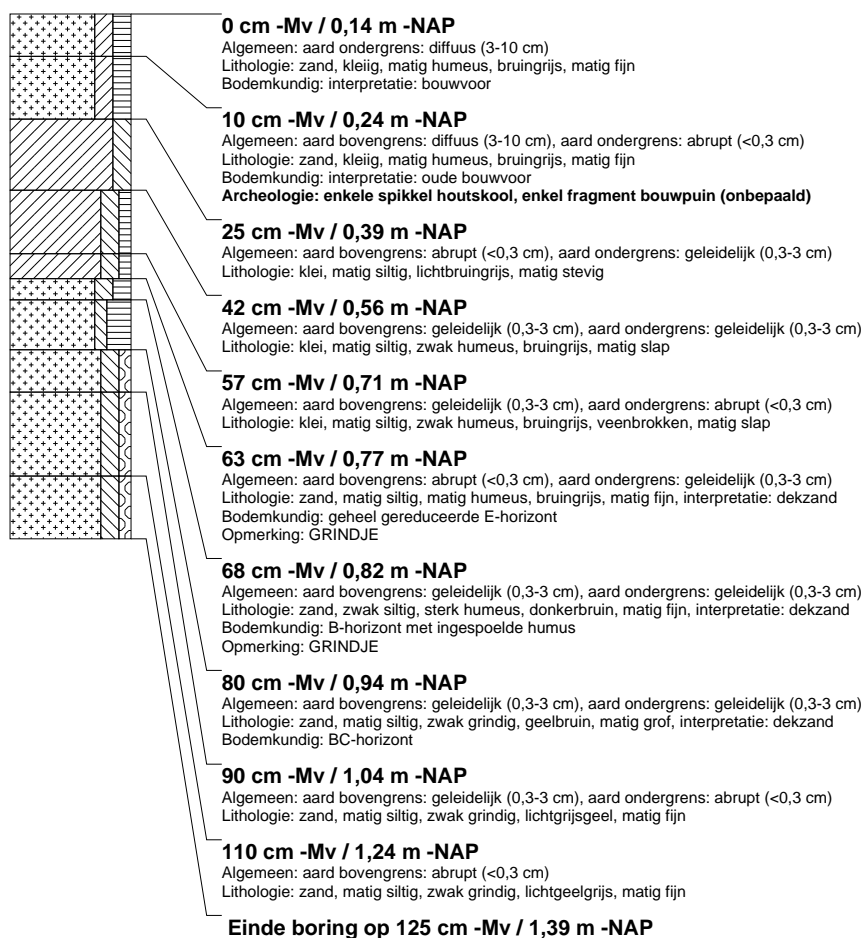 0 cm -Mv / 0,14 m -NAP
Algemeen: aard ondergrens: diffuus (3-10 cm)
Lithologie: zand, kleiig, matig humeus, bruingrijs, matig fijn
Bodemkundig: interpretatie: bouwvoor
10 cm -Mv / 0,24 m -NAP
Algemeen: aard bovengrens: diffuus (3-10 cm), aard ondergrens: abrupt (<0,3 cm)
Lithologie: zand, kleiig, matig humeus, bruingrijs, matig fijn
Bodemkundig: interpretatie: oude bouwvoor
Archeologie: enkele spikkel houtskool, enkel fragment bouwpuin (onbepaald)
25 cm -Mv / 0,39 m -NAP
Algemeen: aard bovengrens: abrupt (<0,3 cm), aard ondergrens: geleidelijk (0,3-3 cm)
Lithologie: klei, matig siltig, lichtbruingrijs, matig stevig
42 cm -Mv / 0,56 m -NAP
Algemeen: aard bovengrens: geleidelijk (0,3-3 cm), aard ondergrens: geleidelijk (0,3-3 cm)
Lithologie: klei, matig siltig, zwak humeus, bruingrijs, matig slap
57 cm -Mv / 0,71 m -NAP
Algemeen: aard bovengrens: geleidelijk (0,3-3 cm), aard ondergrens: abrupt (<0,3 cm)
Lithologie: klei, matig siltig, zwak humeus, bruingrijs, veenbrokken, matig slap
63 cm -Mv / 0,77 m -NAP
Algemeen: aard bovengrens: abrupt (<0,3 cm), aard ondergrens: geleidelijk (0,3-3 cm)
Lithologie: zand, matig siltig, matig humeus, bruingrijs, matig fijn, interpretatie: dekzand
Bodemkundig: geheel gereduceerde E-horizont
Opmerking: GRINDJE
68 cm -Mv / 0,82 m -NAP
Algemeen: aard bovengrens: geleidelijk (0,3-3 cm), aard ondergrens: geleidelijk (0,3-3 cm)
Lithologie: zand, zwak siltig, sterk humeus, donkerbruin, matig fijn, interpretatie: dekzand
Bodemkundig: B-horizont met ingespoelde humus
Opmerking: GRINDJE
80 cm -Mv / 0,94 m -NAP
Algemeen: aard bovengrens: geleidelijk (0,3-3 cm), aard ondergrens: geleidelijk (0,3-3 cm)
Lithologie: zand, matig siltig, zwak grindig, geelbruin, matig grof, interpretatie: dekzand
Bodemkundig: BC-horizont
90 cm -Mv / 1,04 m -NAP
Algemeen: aard bovengrens: geleidelijk (0,3-3 cm), aard ondergrens: abrupt (<0,3 cm)
Lithologie: zand, matig siltig, zwak grindig, lichtgrijsgeel, matig fijn
110 cm -Mv / 1,24 m -NAP
Algemeen: aard bovengrens: abrupt (<0,3 cm)
Lithologie: zand, matig siltig, zwak grindig, lichtgeelgrijs, matig fijn
Einde boring op 125 cm -Mv / 1,39 m -NAP